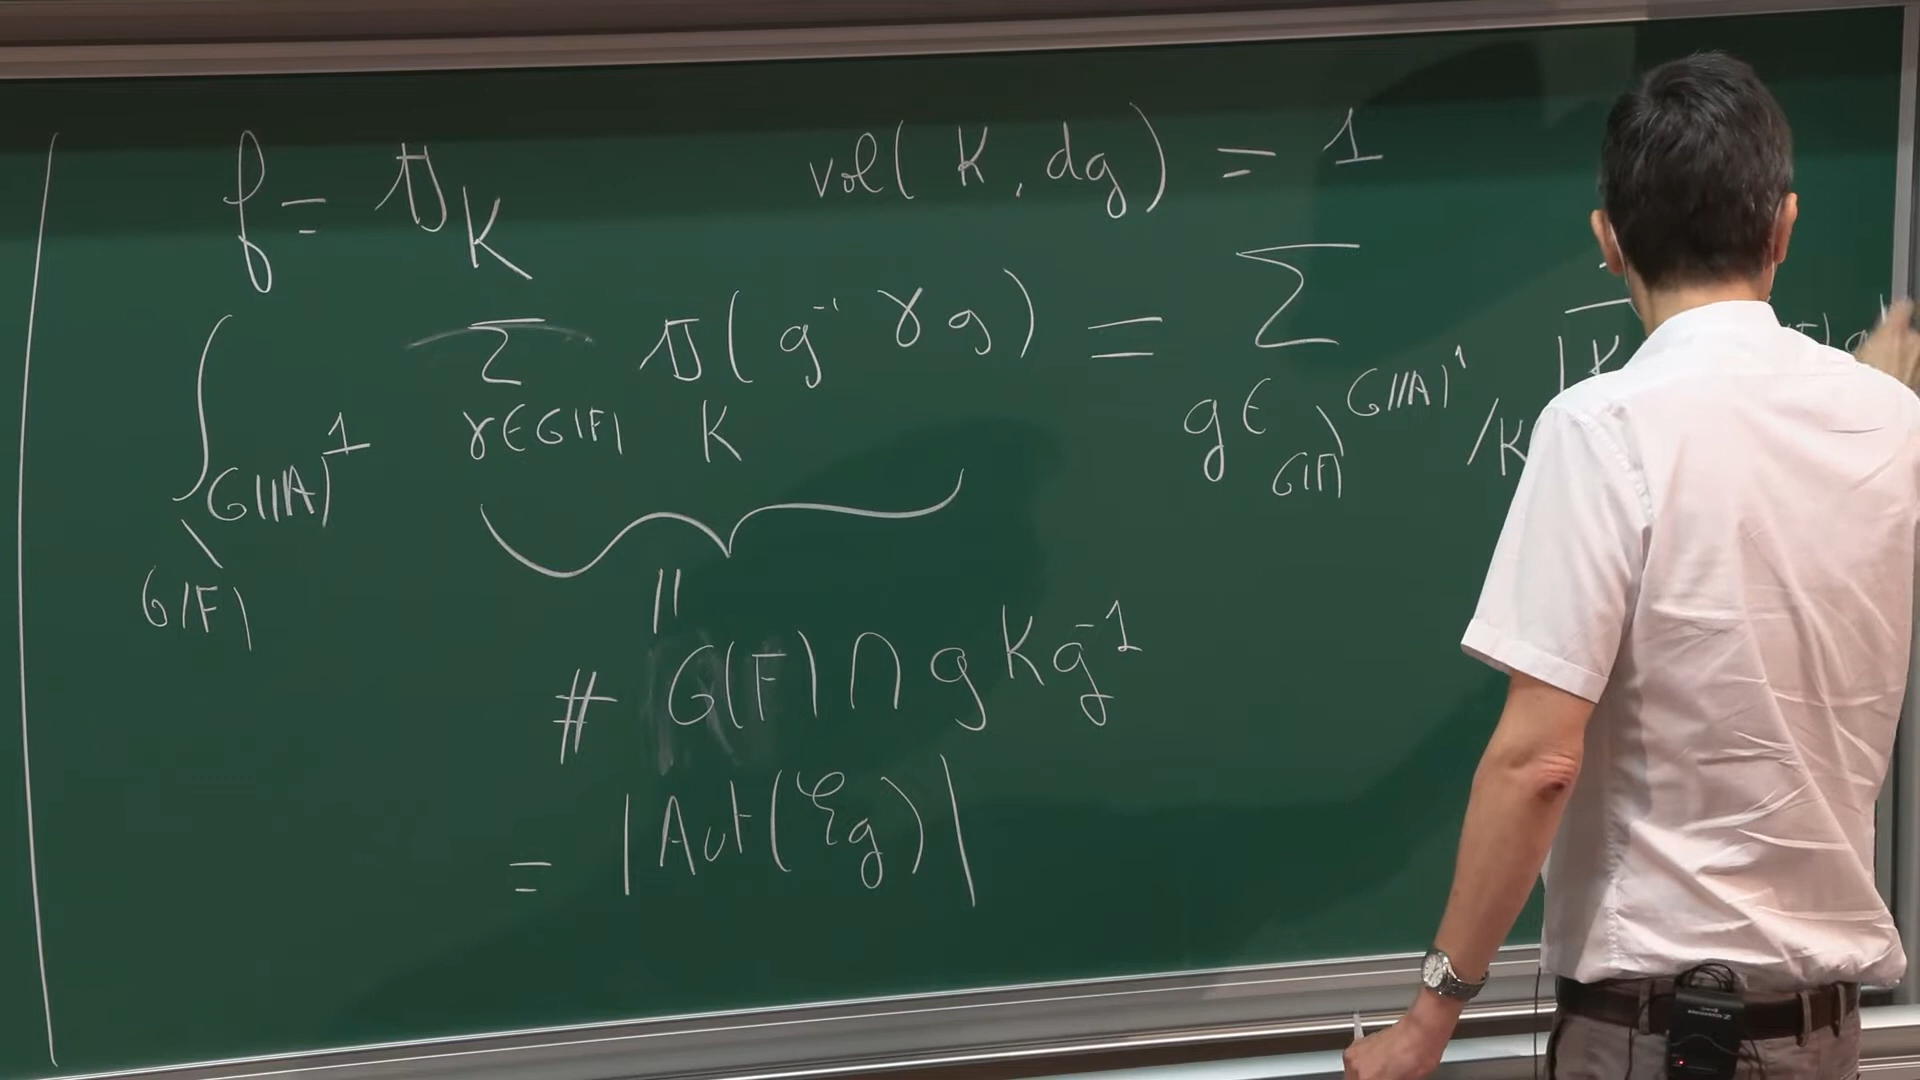 f = 𝟙_K vol(K, dg) = 1
∫_{G(F)\G(𝔸)^1} Σ_{γ∈G(F)} 𝟙_K(g^{-1} γ g) = Σ_{g∈G(F)\G(𝔸)^1/K}
||
# G(F) ∩ gKg^{-1}
= |Aut(ℰ_g)|